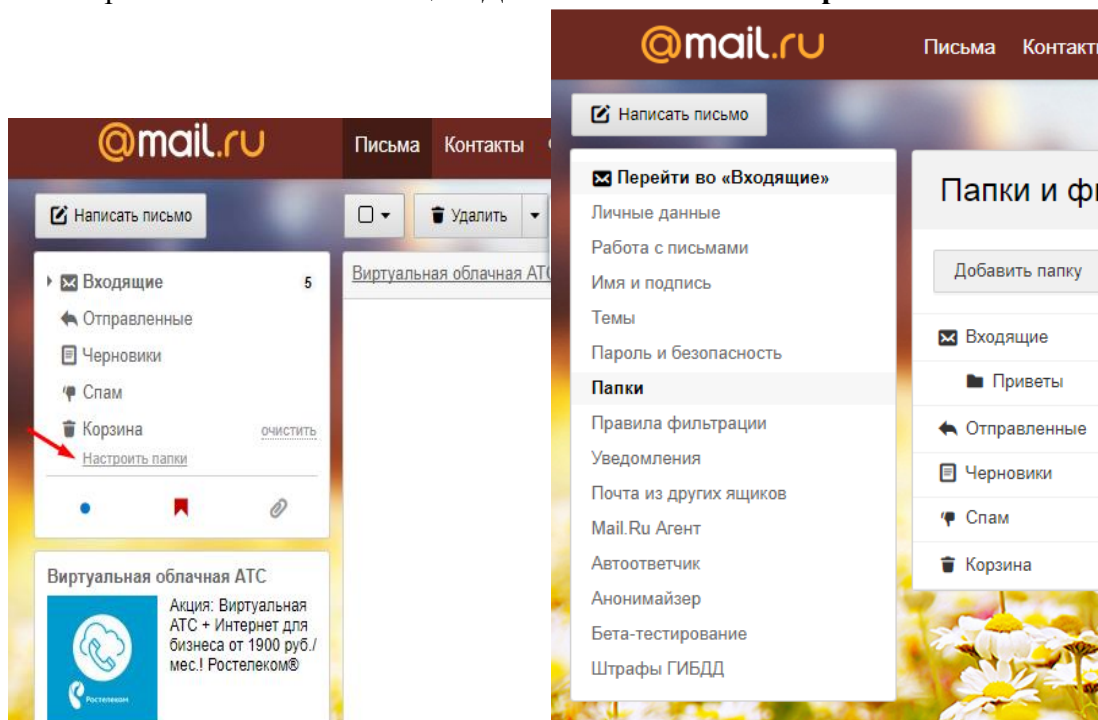 @mail.ru
Письма Контакты
Написать письмо
Удалить
Входящие 5
Отправленные
Черновики
Спам
Корзина очистить
Настроить папки
Виртуальная облачная АТС
Виртуальная облачная АТС
Акция: Виртуальная
АТС + Интернет для
бизнеса от 1900 руб./
мес.! Ростелеком®
Ростелеком
@mail.ru
Письма Контакты
Написать письмо
Перейти во «Входящие»
Личные данные
Работа с письмами
Имя и подпись
Темы
Пароль и безопасность
Папки
Правила фильтрации
Уведомления
Почта из других ящиков
Mail.Ru Агент
Автоответчик
Анонимайзер
Бета-тестирование
Штрафы ГИБДД
Папки и
Добавить папку
Входящие
Приветы
Отправленные
Черновики
Спам
Корзина